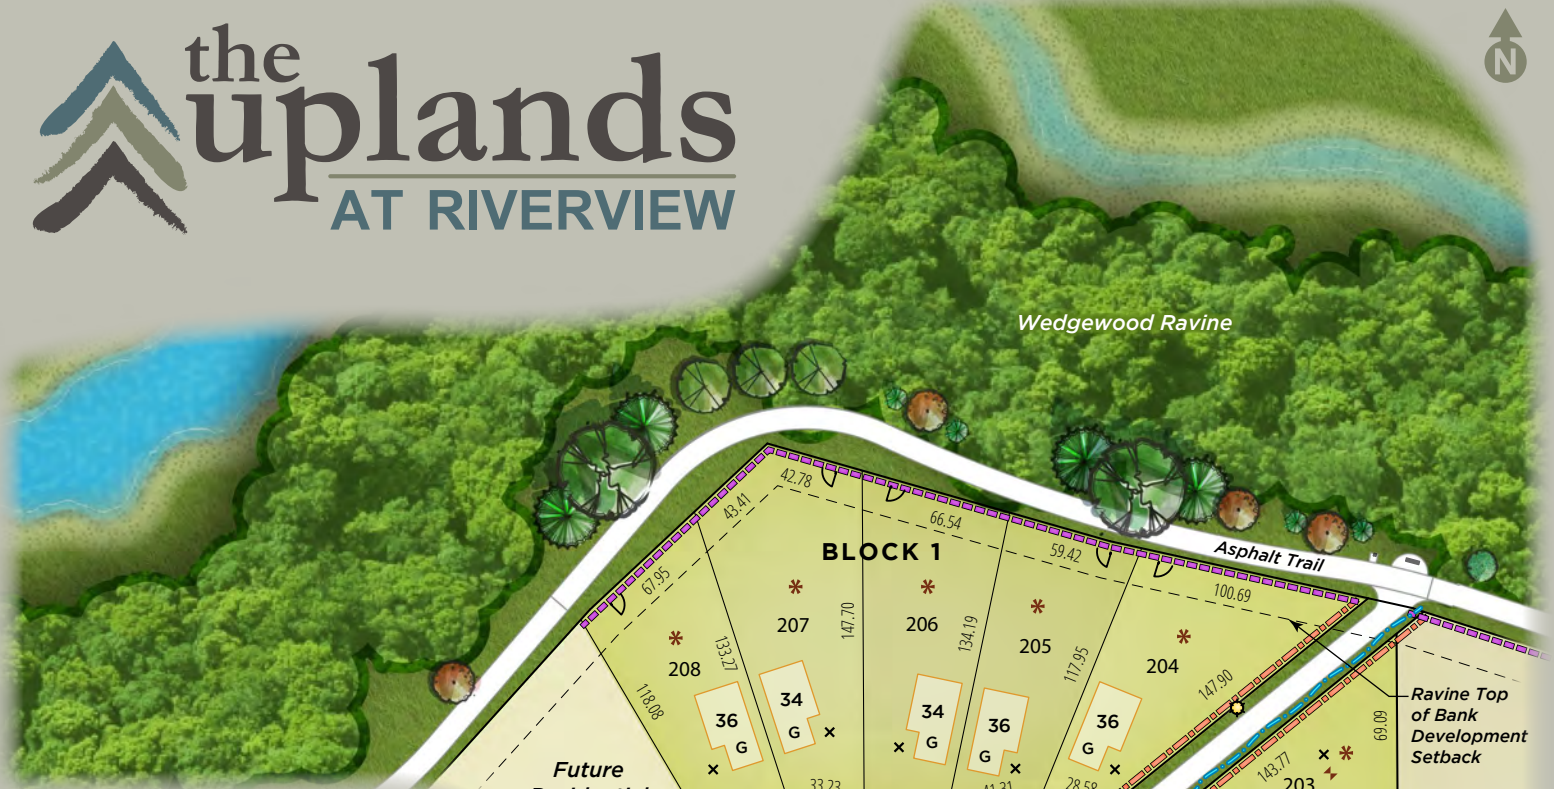 the
uplands
AT RIVERVIEW
N
Wedgewood Ravine
Asphalt Trail
BLOCK 1
42.78
43.41
66.54
59.42
67.95
100.69
208
207
206
205
204
133.27
147.70
134.19
117.95
147.90
118.08
36
G
34
G
34
G
36
G
36
G
Ravine Top
of Bank
Development
Setback
69.09
143.77
203
33.23
41.31
28.58
Future